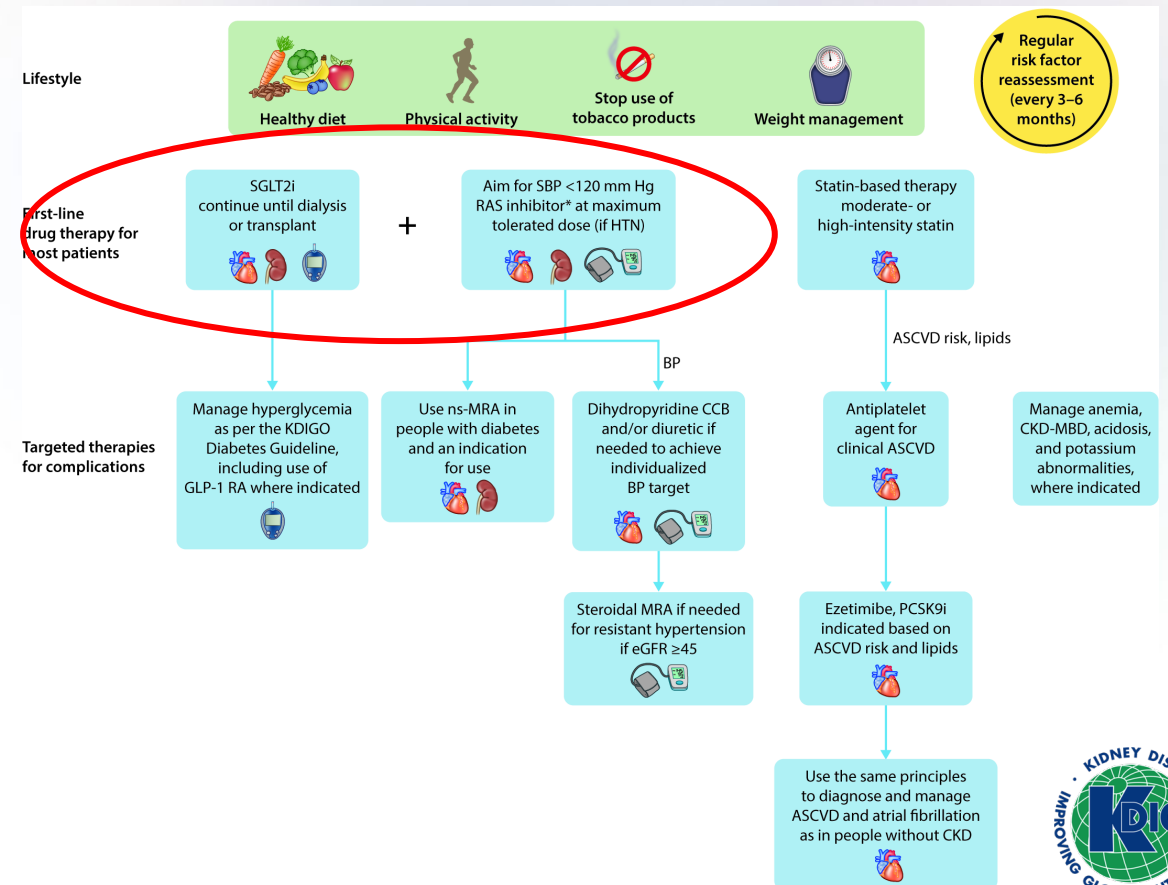 Lifestyle
Healthy diet
Physical activity
Stop use of
tobacco products
Weight management
Regular
risk factor
reassessment
(every 3–6
months)
First-line
drug therapy for
most patients
SGLT2i
continue until dialysis
or transplant
+
Aim for SBP <120 mm Hg
RAS inhibitor* at maximum
tolerated dose (if HTN)
Statin-based therapy
moderate- or
high-intensity statin
ASCVD risk, lipids
BP
Targeted therapies
for complications
Manage hyperglycemia
as per the KDIGO
Diabetes Guideline,
including use of
GLP-1 RA where indicated
Use ns-MRA in
people with diabetes
and an indication
for use
Dihydropyridine CCB
and/or diuretic if
needed to achieve
individualized
BP target
Antiplatelet
agent for
clinical ASCVD
Manage anemia,
CKD-MBD, acidosis,
and potassium
abnormalities,
where indicated
Steroidal MRA if needed
for resistant hypertension
if eGFR ≥45
Ezetimibe, PCSK9i
indicated based on
ASCVD risk and lipids
Use the same principles
to diagnose and manage
ASCVD and atrial fibrillation
as in people without CKD
KIDNEY DIS
IMPROVING
KDIG